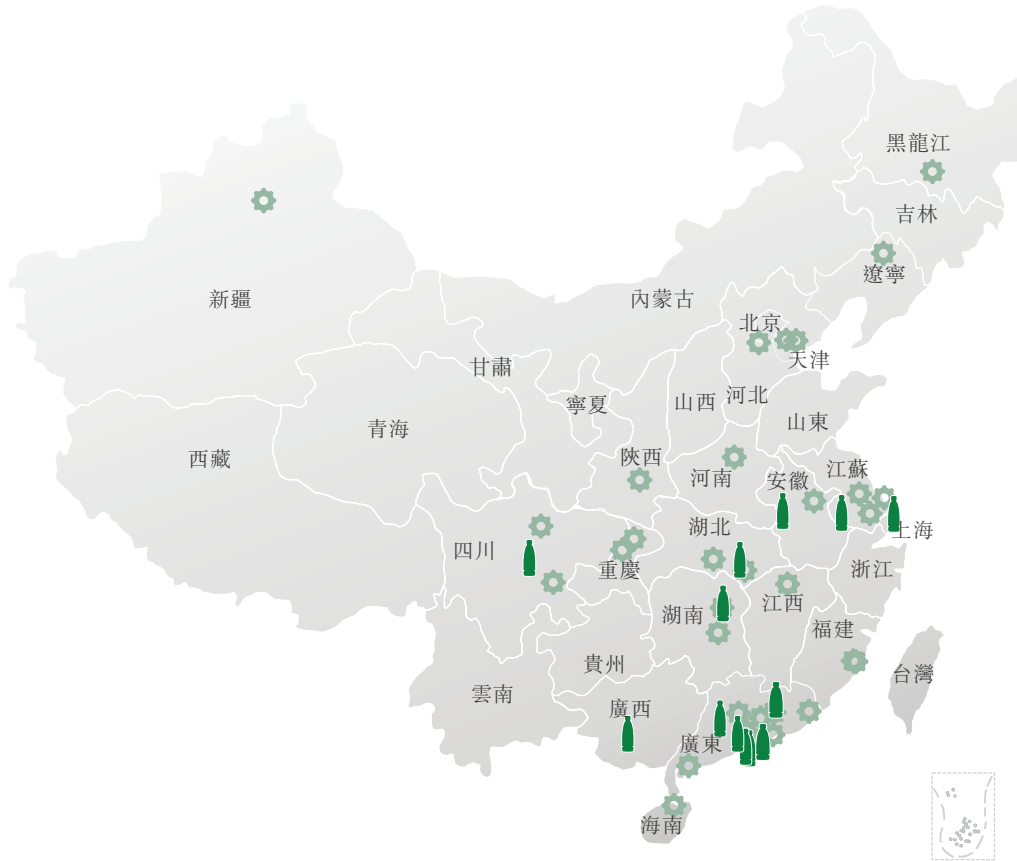 黑龍江
吉林
遼寧
新疆
內蒙古
北京
天津
甘肅
寧夏
山西
河北
山東
青海
西藏
陝西
河南
安徽
江蘇
上海
湖北
四川
重慶
浙江
湖南
江西
福建
貴州
台灣
雲南
廣西
廣東
海南